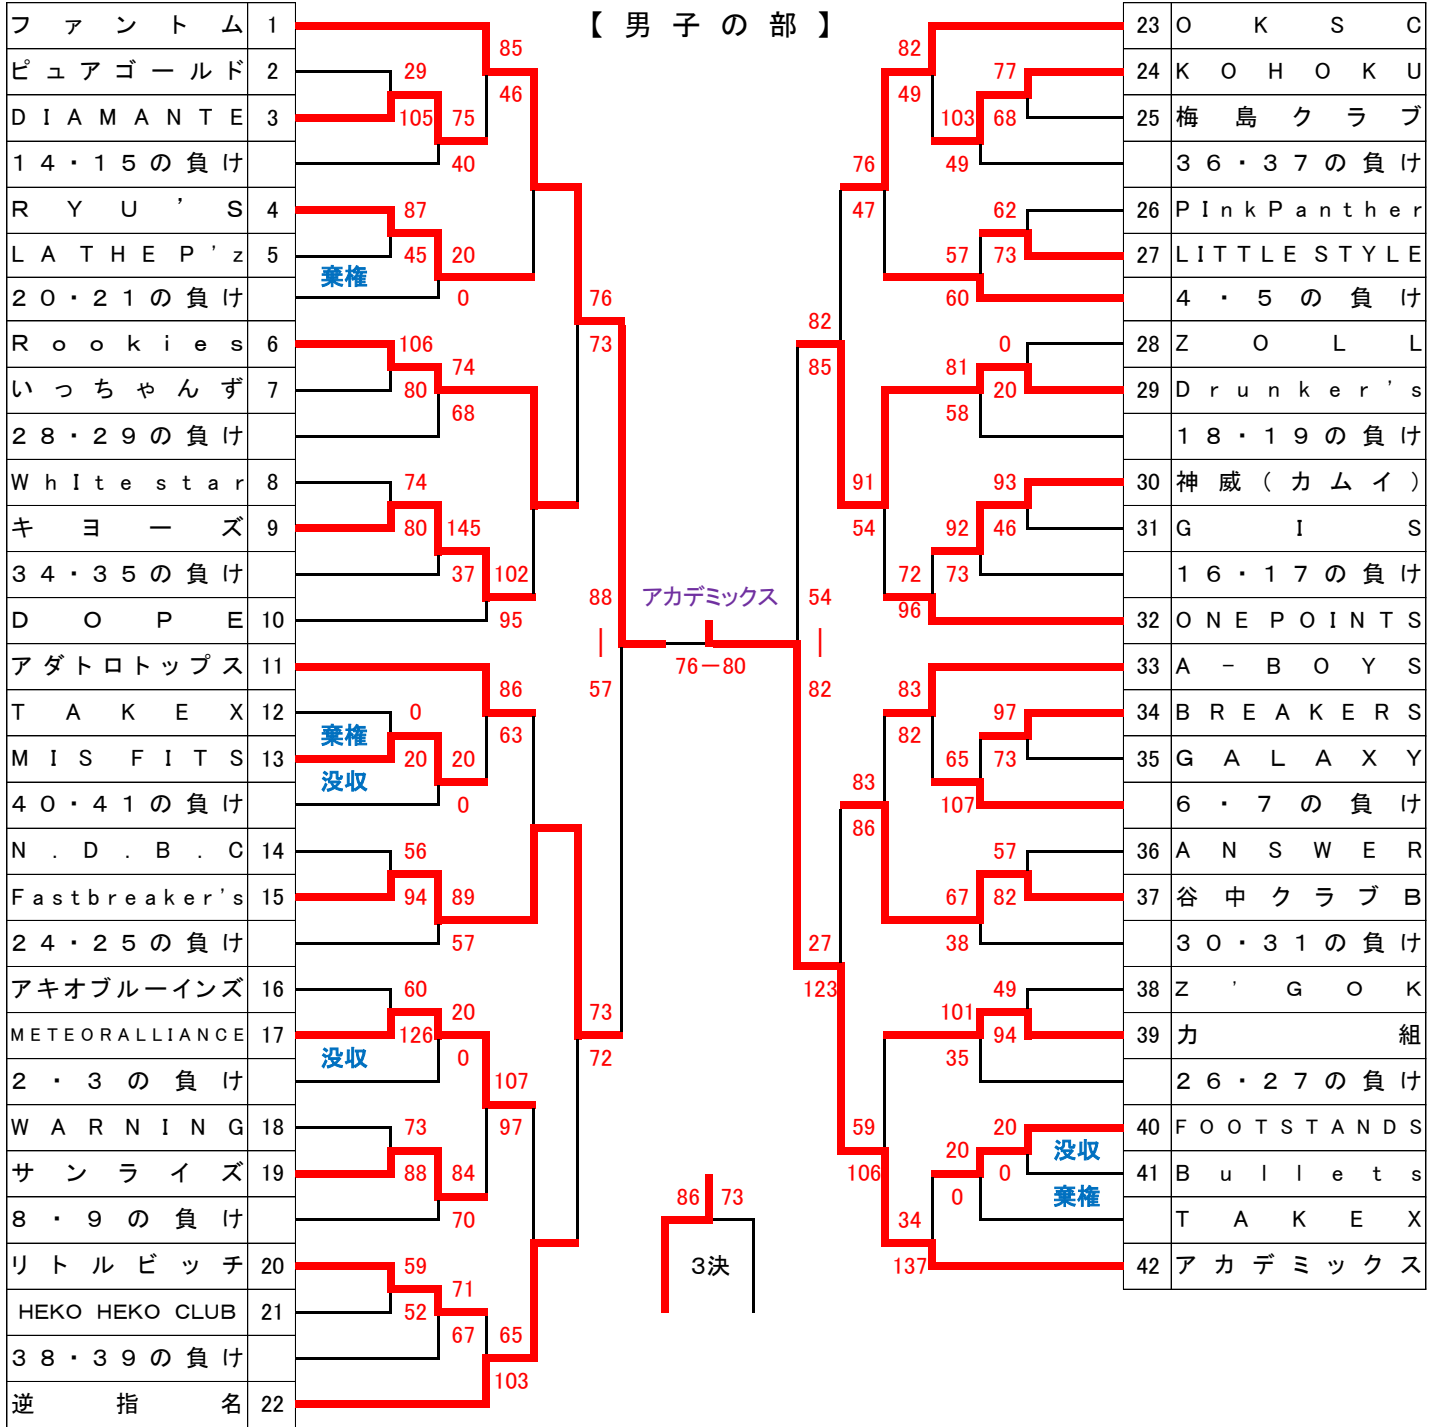 【 男 子 の 部 】
ファントム 1
ピュアゴールド 2
DIAMANTE 3
14・15の負け
RYU'S 4
LATHEP'z 5
20・21の負け
Rookies 6
いっちゃんず 7
28・29の負け
WhIte star 8
キヨーズ 9
34・35の負け
DOPE 10
アダトロトップス 11
TAKEX 12
MIS FITS 13
40・41の負け
N.D.B.C 14
Fastbreaker's 15
24・25の負け
アキオブルーインズ 16
METEORALLIANCE 17
2・3の負け
WARNING 18
サンライズ 19
8・9の負け
リトルビッチ 20
HEKO HEKO CLUB 21
38・39の負け
逆指名 22
85
46
29
105
75
40
87
45
20
0
棄権
76
73
106
80
74
68
74
80
145
37
102
95
88
|
57
86
63
0
20
棄権
没収
20
0
56
94
89
57
73
72
60
126
20
0
没収
107
97
73
88
84
70
59
52
71
67
65
103
アカデミックス
76－80
86 73
3決
54
|
82
82
49
77
68
103
49
76
47
62
73
57
60
82
85
0
20
81
58
91
54
93
46
92
73
72
96
83
82
97
73
65
107
83
86
57
82
67
38
27
123
49
94
101
35
59
106
20
0
没収
棄権
20
0
34
137
23 OKSC
24 KOHOKU
25 梅島クラブ
36・37の負け
26 PInkPanther
27 LITTLE STYLE
4・5の負け
28 ZOLL
29 Drunker's
18・19の負け
30 神威(カムイ)
31 GIS
16・17の負け
32 ONE POINTS
33 A－BOYS
34 BREAKERS
35 GALAXY
6・7の負け
36 ANSWER
37 谷中クラブB
30・31の負け
38 Z'GOK
39 力組
26・27の負け
40 FOOTSTANDS
41 Bullets
TAKEX
42 アカデミックス